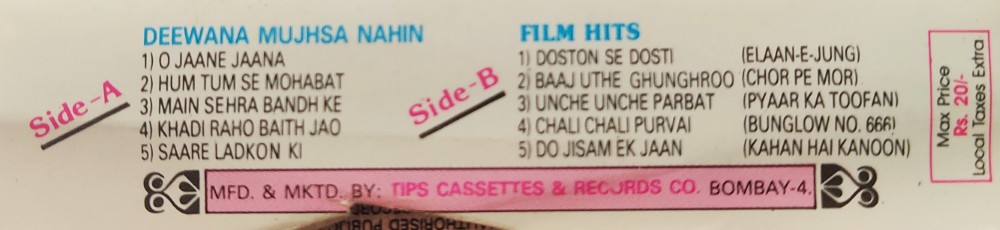 Side-A
DEEWANA MUJHSA NAHIN
1) O JAANE JAANA
2) HUM TUM SE MOHABAT
3) MAIN SEHRA BANDH KE
4) KHADI RAHO BAITH JAO
5) SAARE LADKON KI
Side-B
FILM HITS
1) DOSTON SE DOSTI (ELAAN-E-JUNG)
2) BAAJ UTHE GHUNGHROO (CHOR PE MOR)
3) UNCHE UNCHE PARBAT (PYAAR KA TOOFAN)
4) CHALI CHALI PURVAI (BUNGLOW NO. 666)
5) DO JISAM EK JAAN (KAHAN HAI KANOON)
Max Price
Rs. 20/-
Local Taxes Extra
MFD. & MKTD. BY: TIPS CASSETTES & RECORDS CO. BOMBAY-4.